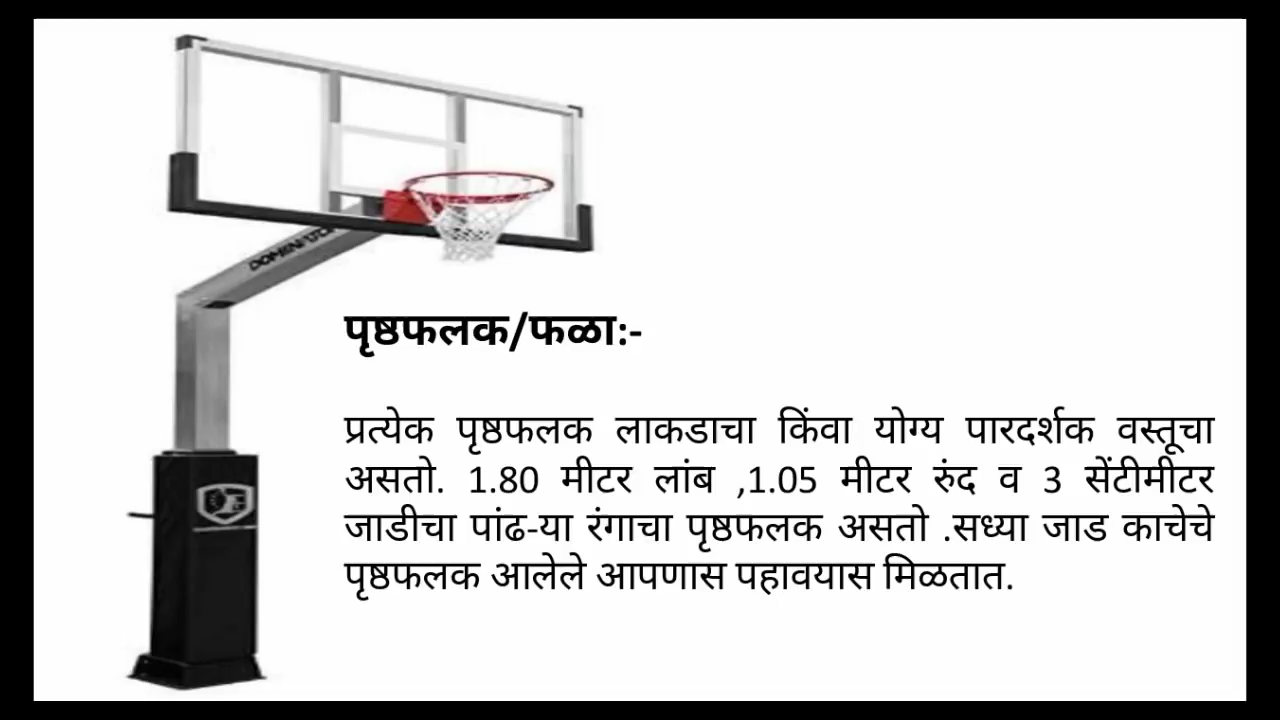 DOMINATOR
पृष्ठफलक/फळा:-
प्रत्येक पृष्ठफलक लाकडाचा किंवा योग्य पारदर्शक वस्तूचा
असतो. 1.80 मीटर लांब ,1.05 मीटर रुंद व 3 सेंटीमीटर
जाडीचा पांढ-या रंगाचा पृष्ठफलक असतो .सध्या जाड काचेचे
पृष्ठफलक आलेले आपणास पहावयास मिळतात.